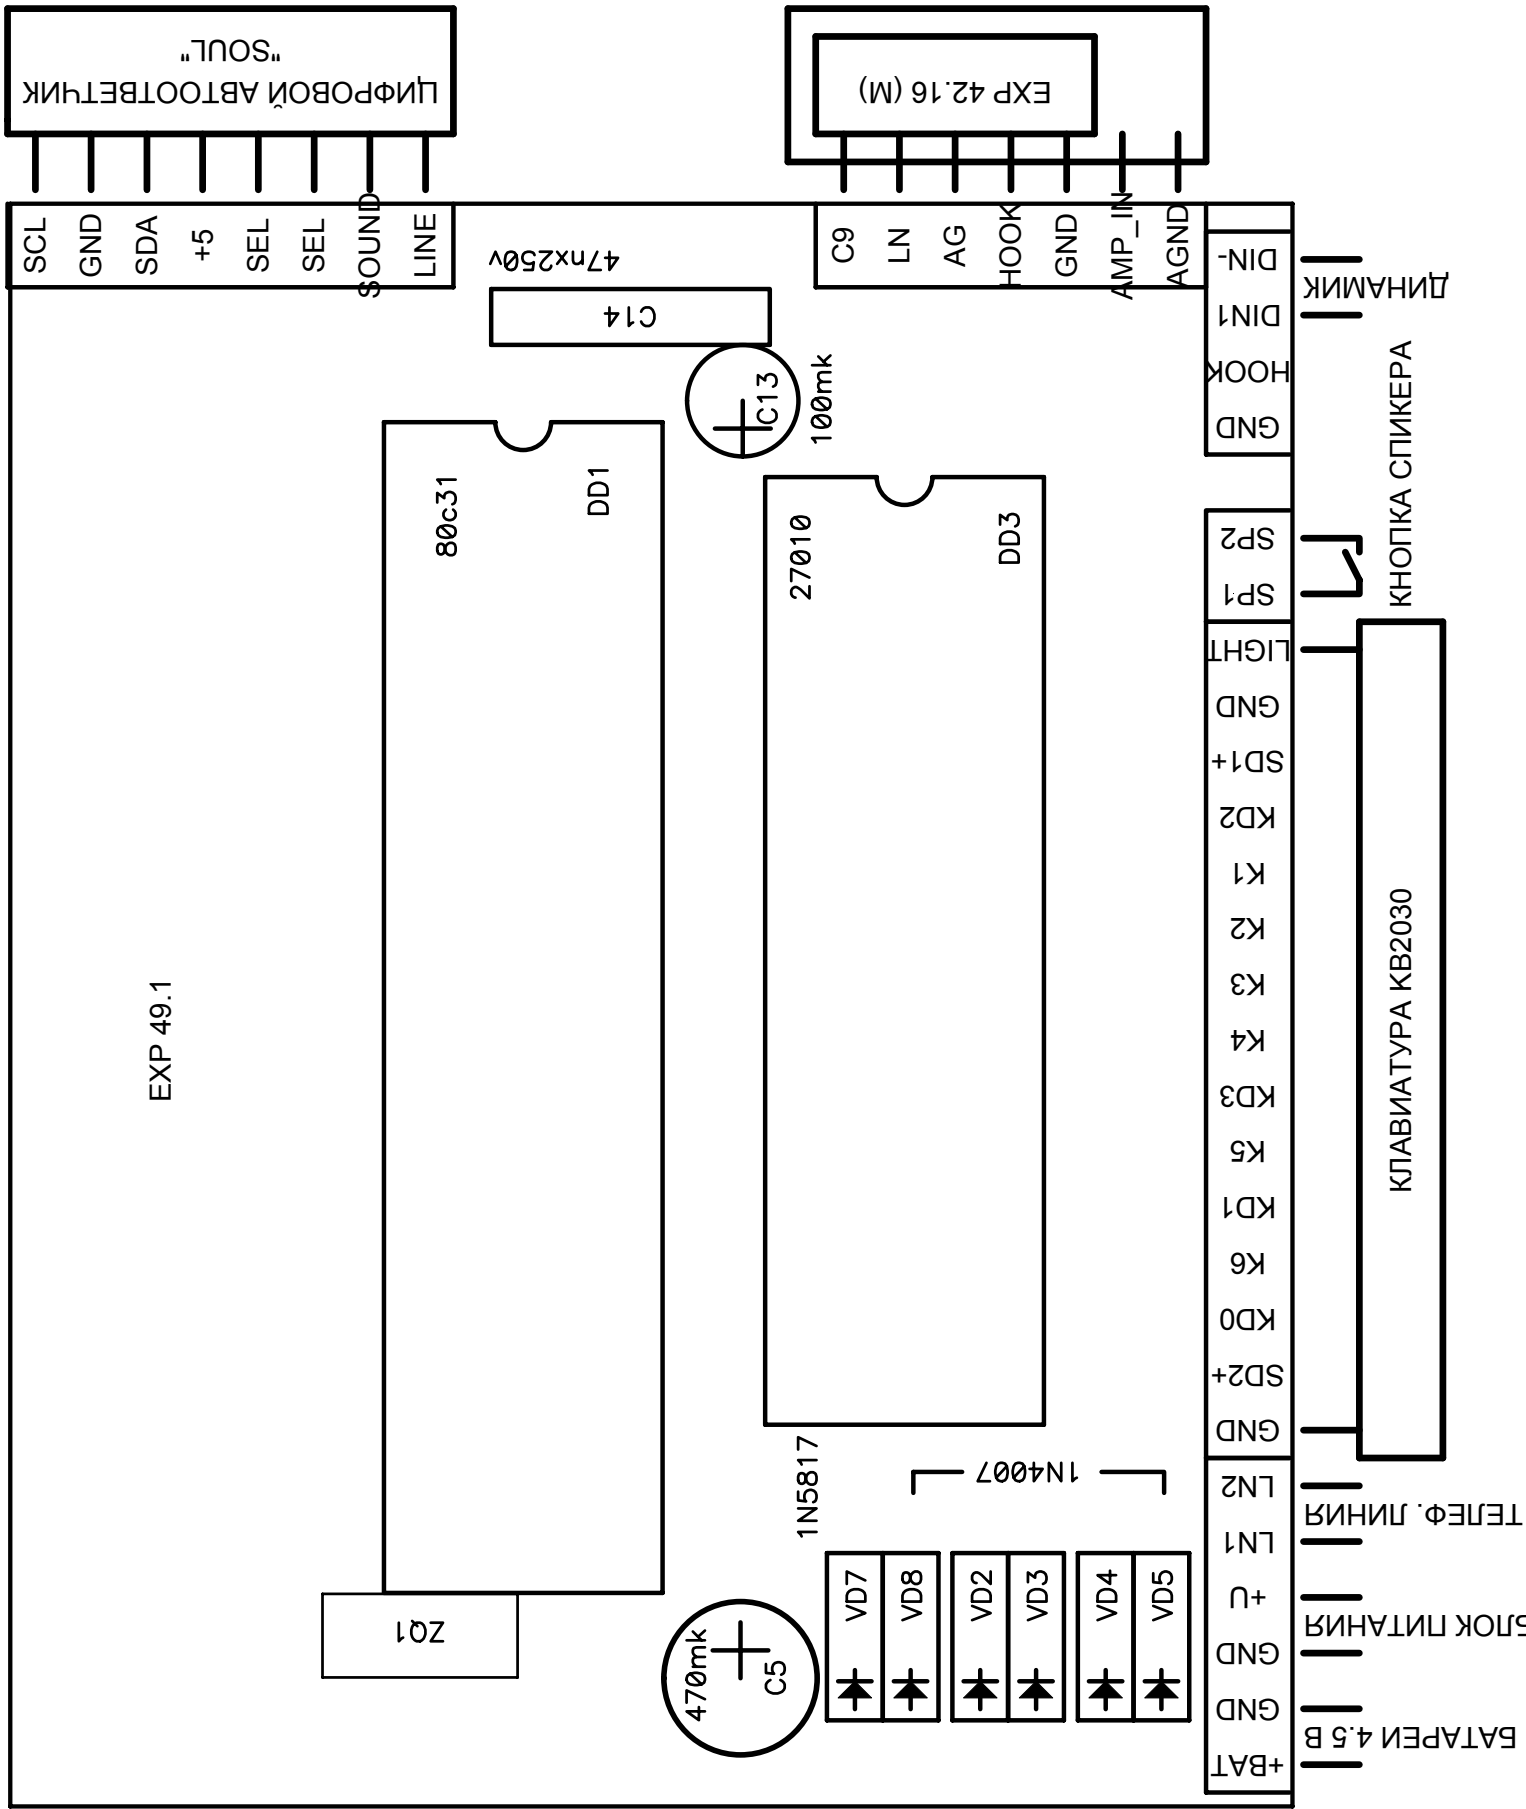 "SOUL"
ЦИФРОВОЙ АВТООТВЕТЧИК
EXP 42.16 (M)
SCL
GND
SDA
+5
SEL
SEL
SOUND
LINE
47nx250v
C14
C9
LN
AG
HOOK
GND
AMP_IN
AGND
DIN-
DIN1
HOOK
GND
ДИНАМИК
КНОПКА СПИКЕРА
C13
100mk
80c31
DD1
27010
DD3
SP2
SP1
LIGHT
GND
SD1+
KD2
K1
K2
K3
K4
KD3
K5
KD1
K6
KD0
SD2+
GND
КЛАВИАТУРА KB2030
EXP 49.1
1N5817
1N4007
LN2
LN1
ТЕЛЕФ. ЛИНИЯ
+U
GND
БЛОК ПИТАНИЯ
GND
+BAT
БАТАРЕИ 4.5 В
ZQ1
470mk
C5
VD7
VD8
VD2
VD3
VD4
VD5